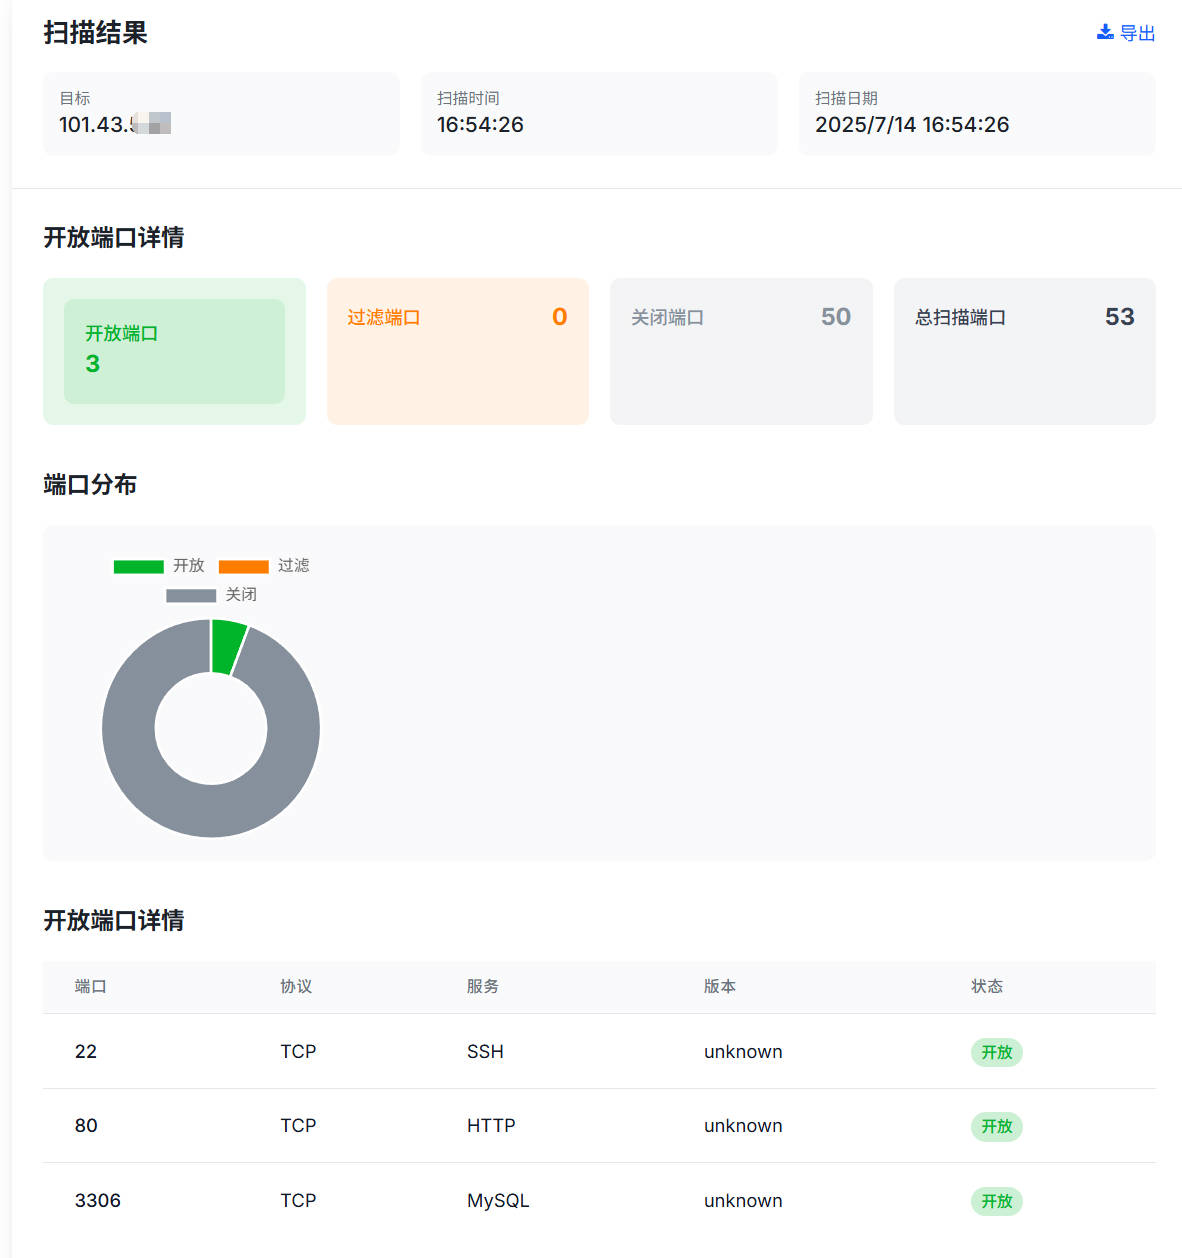 扫描结果
导出
目标
扫描时间
扫描日期
101.43.
16:54:26
2025/7/14 16:54:26
开放端口详情
开放端口
3
过滤端口 0
关闭端口 50
总扫描端口 53
端口分布
开放 过滤
关闭
开放端口详情
端口 协议 服务 版本 状态
22 TCP SSH unknown 开放
80 TCP HTTP unknown 开放
3306 TCP MySQL unknown 开放